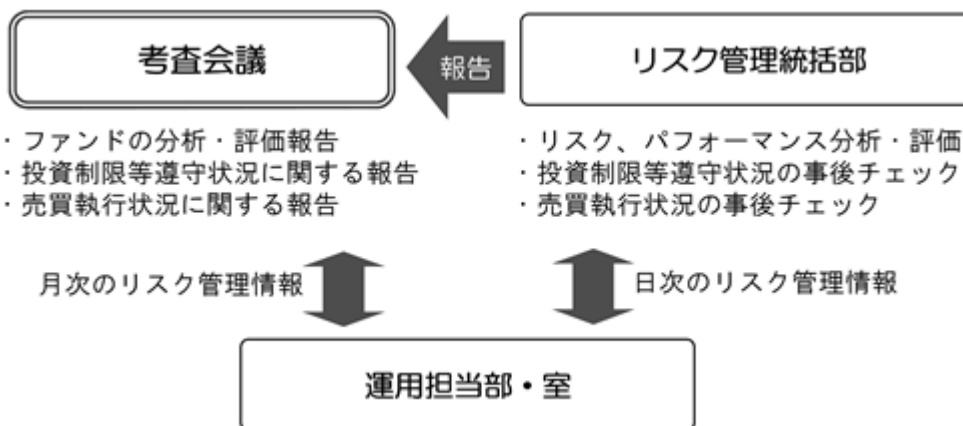 考査会議
報告
リスク管理統括部
・ファンドの分析・評価報告
・投資制限等遵守状況に関する報告
・売買執行状況に関する報告
・リスク、パフォーマンス分析・評価
・投資制限等遵守状況の事後チェック
・売買執行状況の事後チェック
月次のリスク管理情報
日次のリスク管理情報
運用担当部・室